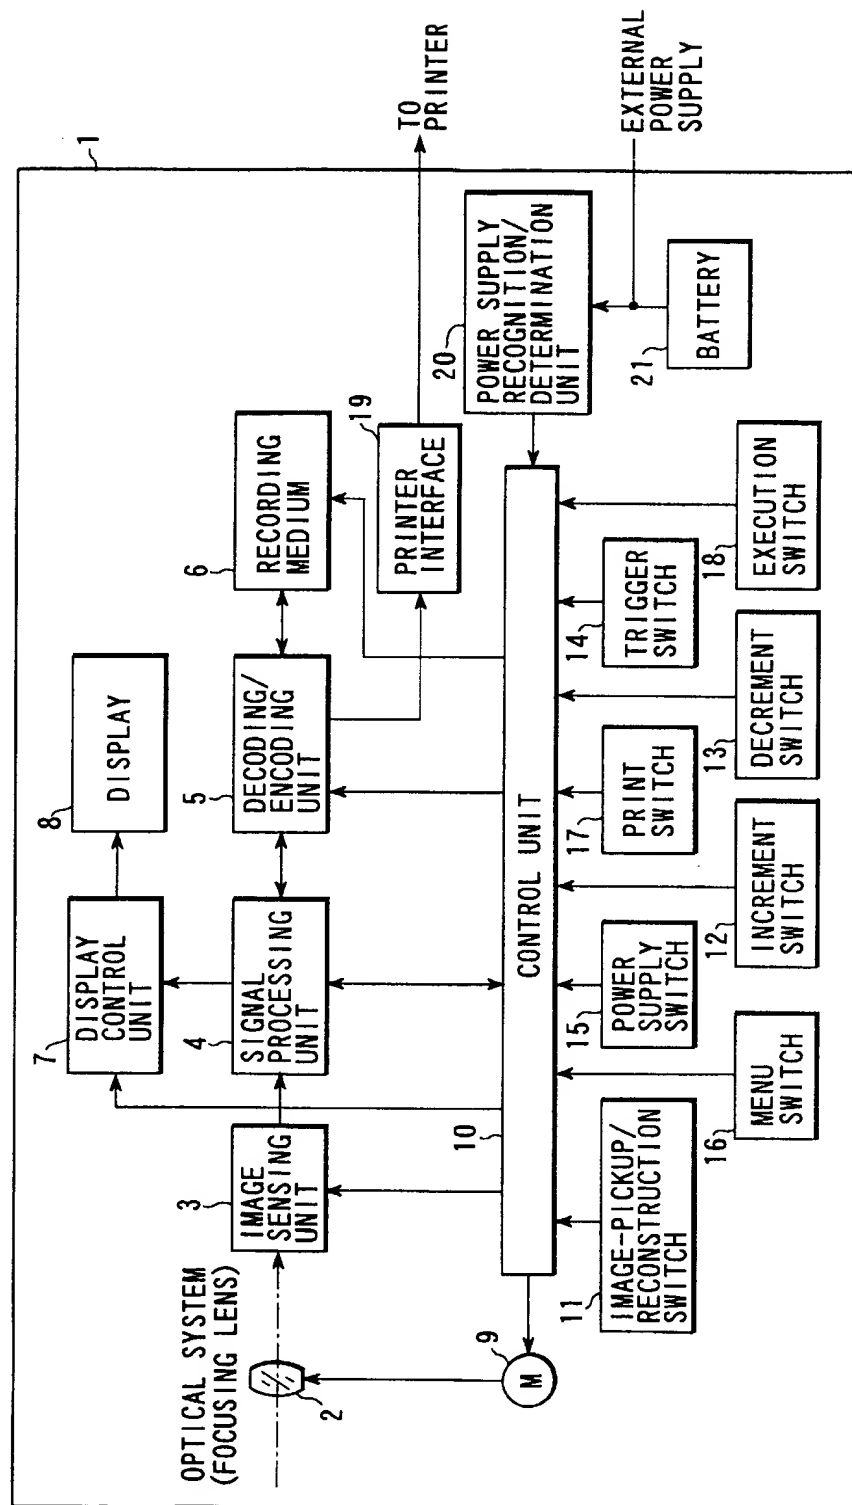 1
OPTICAL SYSTEM
(FOCUSING LENS)
2
3
IMAGE
SENSING
UNIT
7
DISPLAY
CONTROL
UNIT
8
DISPLAY
4
SIGNAL
PROCESSING
UNIT
5
DECODING/
ENCODING
UNIT
6
RECORDING
MEDIUM
19
PRINTER
INTERFACE
TO
PRINTER
9
M
10
CONTROL UNIT
20
POWER SUPPLY
RECOGNITION/
DETERMINATION
UNIT
21
BATTERY
EXTERNAL
POWER
SUPPLY
11
IMAGE-PICKUP/
RECONSTRUCTION
SWITCH
15
POWER
SUPPLY
SWITCH
17
PRINT
SWITCH
14
TRIGGER
SWITCH
16
MENU
SWITCH
12
INCREMENT
SWITCH
13
DECREMENT
SWITCH
18
EXECUTION
SWITCH